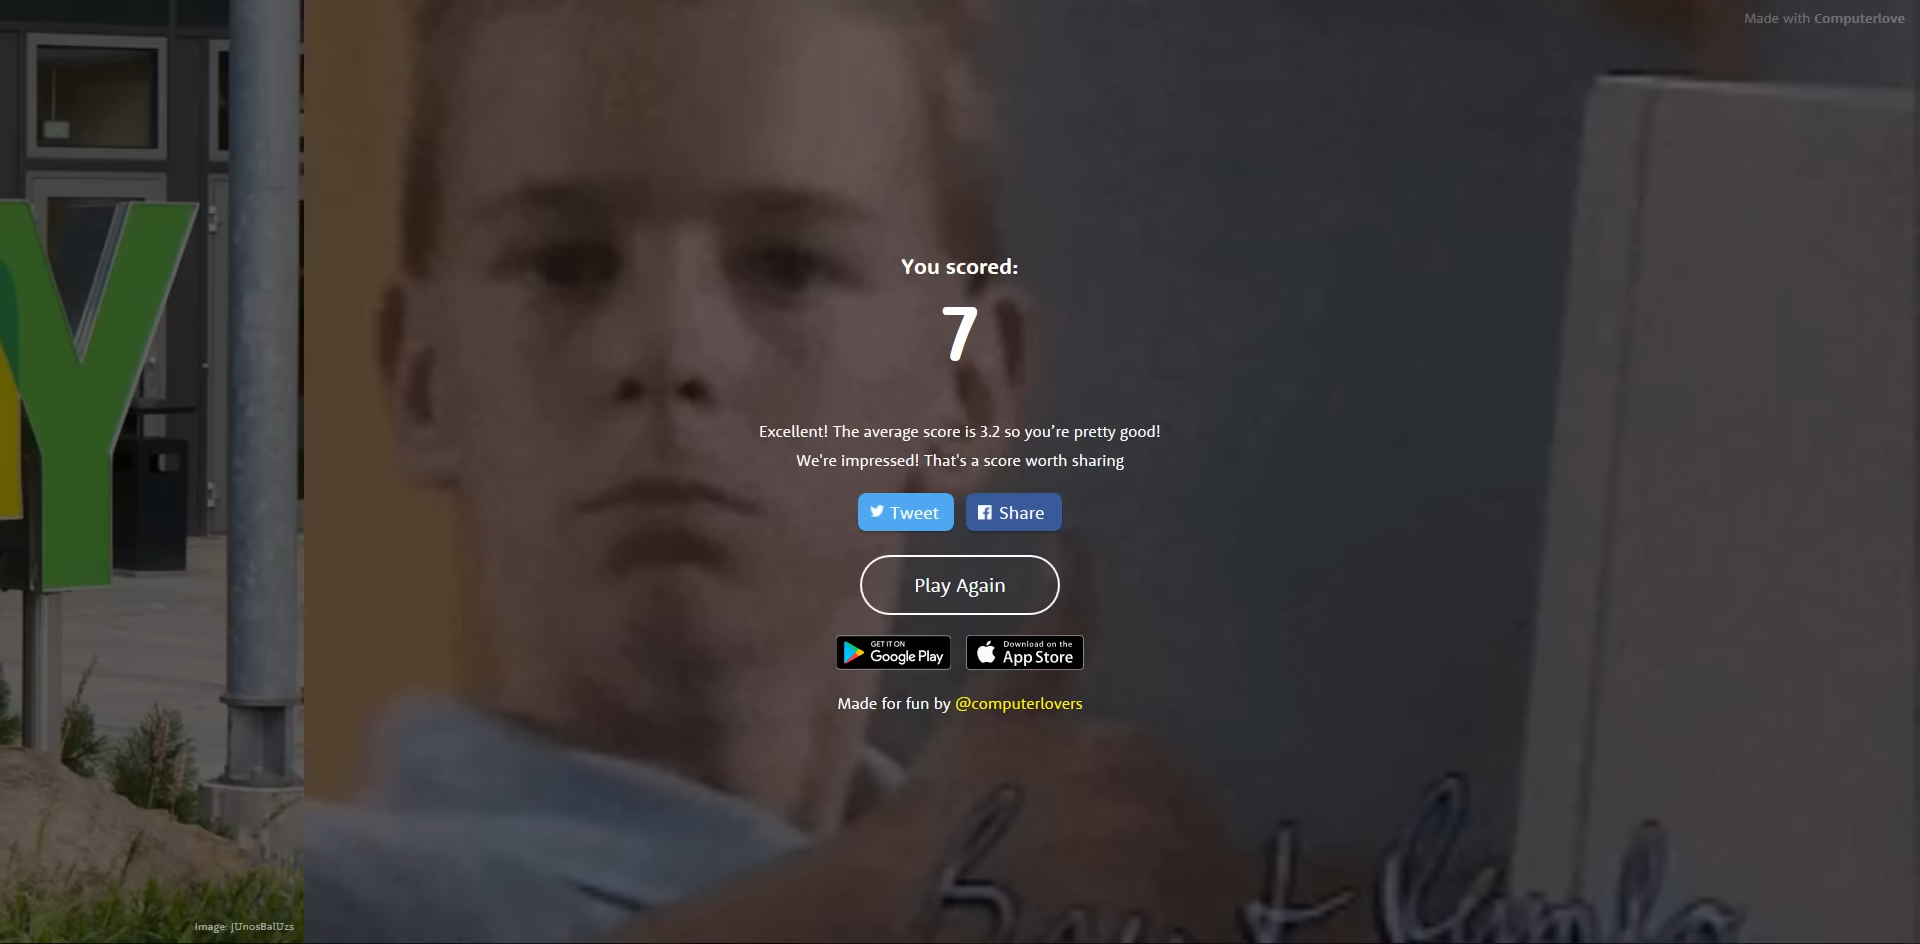 Made with Computerlove
You scored:
7
Excellent! The average score is 3.2 so you’re pretty good!
We're impressed! That's a score worth sharing
Tweet
Share
Play Again
GET IT ON
Google Play
Download on the
App Store
Made for fun by @computerlovers
Y
Image: JÜnosBalÜzs